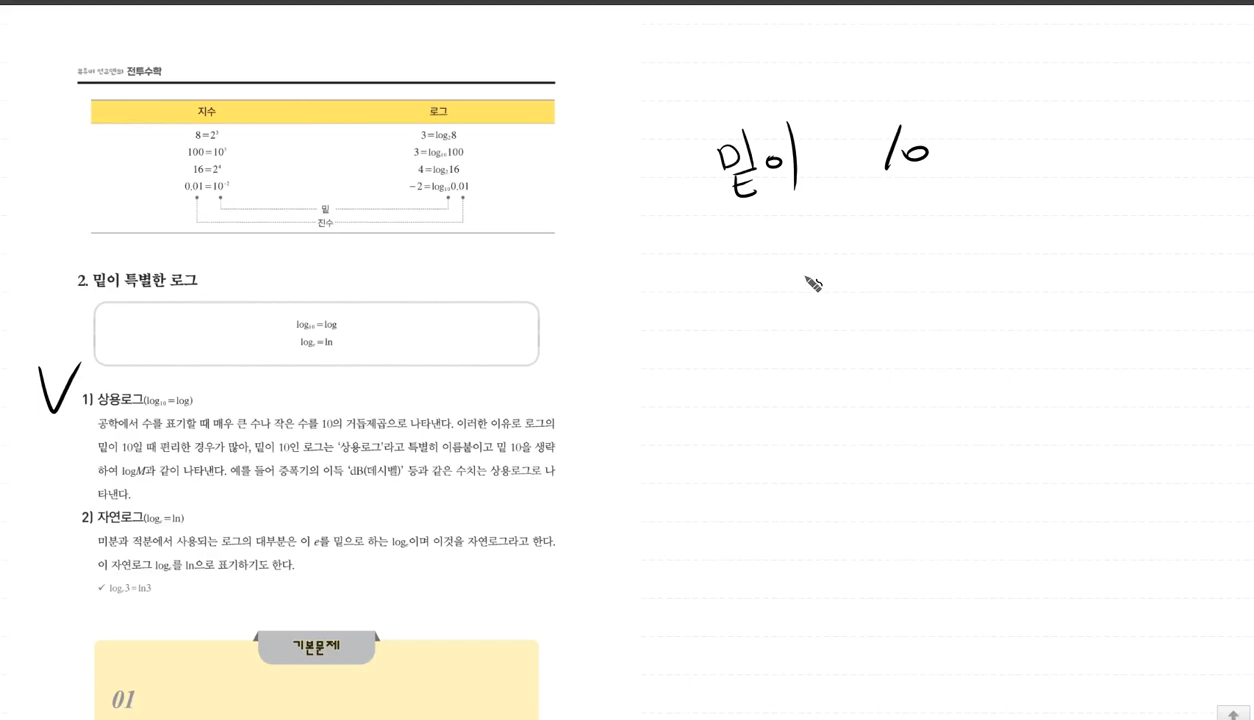 전투수학
지수 로그
8=2³ 3=log₂8
100=10³ 3=log₁₀100
16=2⁴ 4=log₂16
0.01=10⁻² −2=log₁₀0.01
밑
진수
2. 밑이 특별한 로그
log₁₀=log
logₑ=ln
1) 상용로그(log₁₀=log)
공학에서 수를 표기할 때 매우 큰 수나 작은 수를 10의 거듭제곱으로 나타낸다. 이러한 이유로 로그의
밑이 10일 때 편리한 경우가 많아, 밑이 10인 로그는 ‘상용로그’라고 특별히 이름붙이고 밑 10을 생략
하여 logM과 같이 나타낸다. 예를 들어 증폭기의 이득 ‘dB(데시벨)’ 등과 같은 수치는 상용로그로 나
타낸다.
2) 자연로그(logₑ=ln)
미분과 적분에서 사용되는 로그의 대부분은 이 e를 밑으로 하는 logₑ이며 이것을 자연로그라고 한다.
이 자연로그 logₑ를 ln으로 표기하기도 한다.
✓ logₑ3=ln3
기본문제
01
밑이 10